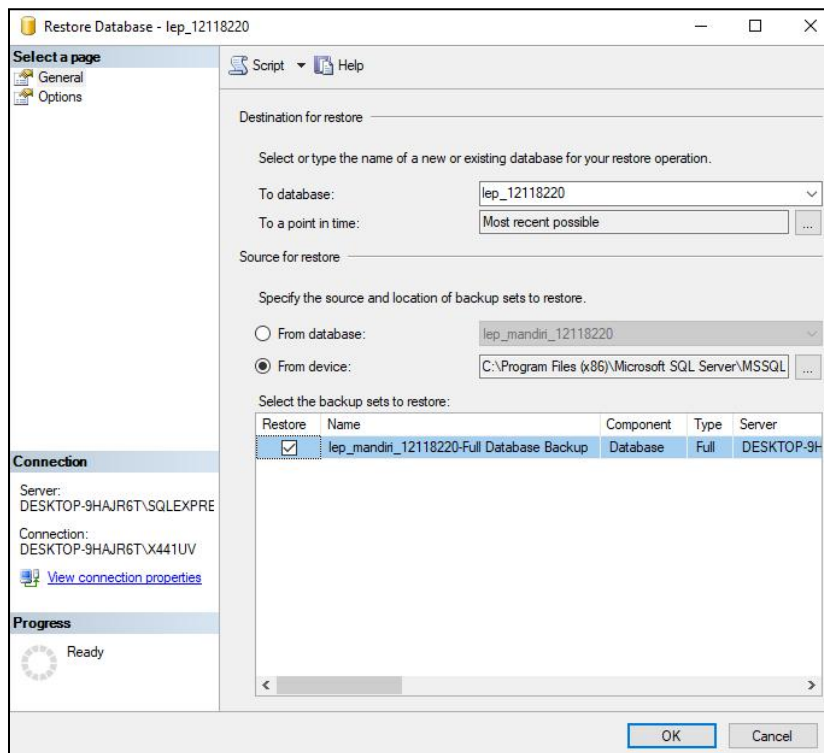 Restore Database - lep_12118220
Select a page
General
Options
Script Help
Destination for restore
Select or type the name of a new or existing database for your restore operation.
To database: lep_12118220
To a point in time: Most recent possible ...
Source for restore
Specify the source and location of backup sets to restore.
From database: lep_mandiri_12118220
From device: C:\Program Files (x86)\Microsoft SQL Server\MSSQL ...
Select the backup sets to restore:
Restore Name Component Type Server
lep_mandiri_12118220-Full Database Backup Database Full DESKTOP-9H
Connection
Server:
DESKTOP-9HAJR6T\SQLEXPRE
Connection:
DESKTOP-9HAJR6T\X441UV
View connection properties
Progress
Ready
OK Cancel